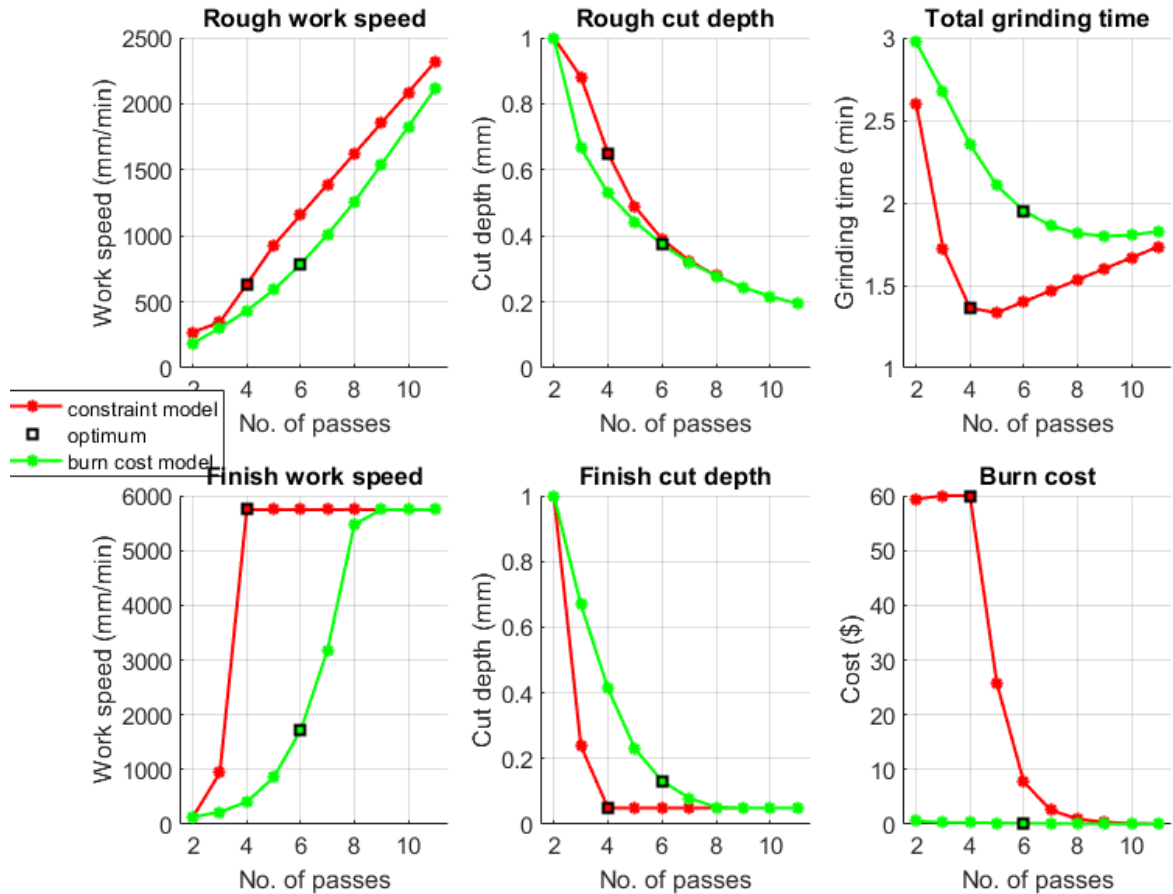 Rough work speed
2500
2000
1500
1000
500
0
2 4 6 8 10
Work speed (mm/min)
No. of passes
Rough cut depth
1
0.8
0.6
0.4
0.2
0
2 4 6 8 10
Cut depth (mm)
No. of passes
Total grinding time
3
2.5
2
1.5
1
2 4 6 8 10
Grinding time (min)
No. of passes
constraint model
optimum
burn cost model
Finish work speed
6000
5000
4000
3000
2000
1000
0
2 4 6 8 10
Work speed (mm/min)
No. of passes
Finish cut depth
1
0.8
0.6
0.4
0.2
0
2 4 6 8 10
Cut depth (mm)
No. of passes
Burn cost
60
50
40
30
20
10
0
2 4 6 8 10
Cost ($)
No. of passes